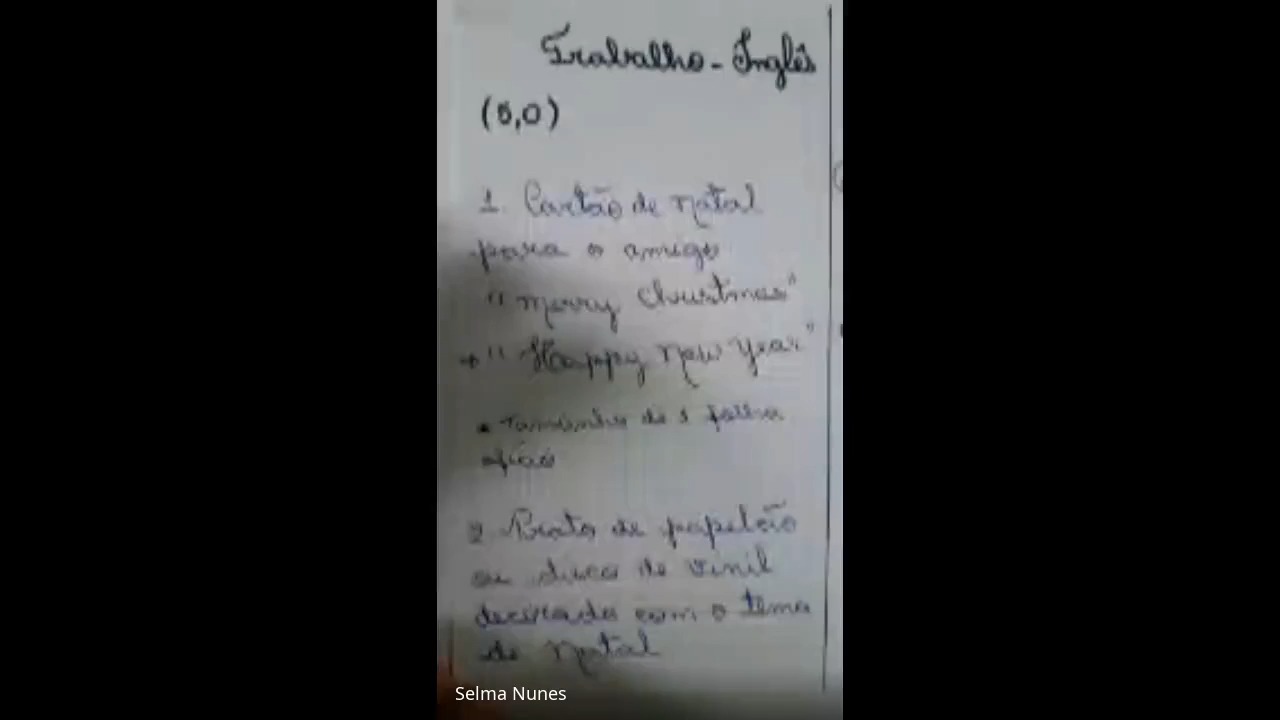 Trabalho - Inglês
(5,0)
1. Cartão de natal
para o amigo
"Merry Christmas"
"Happy New Year"
• Tamanho de 1 folha
ofício
2. Prato de papelão
ou disco de vinil
decorado com o tema
de Natal
Selma Nunes